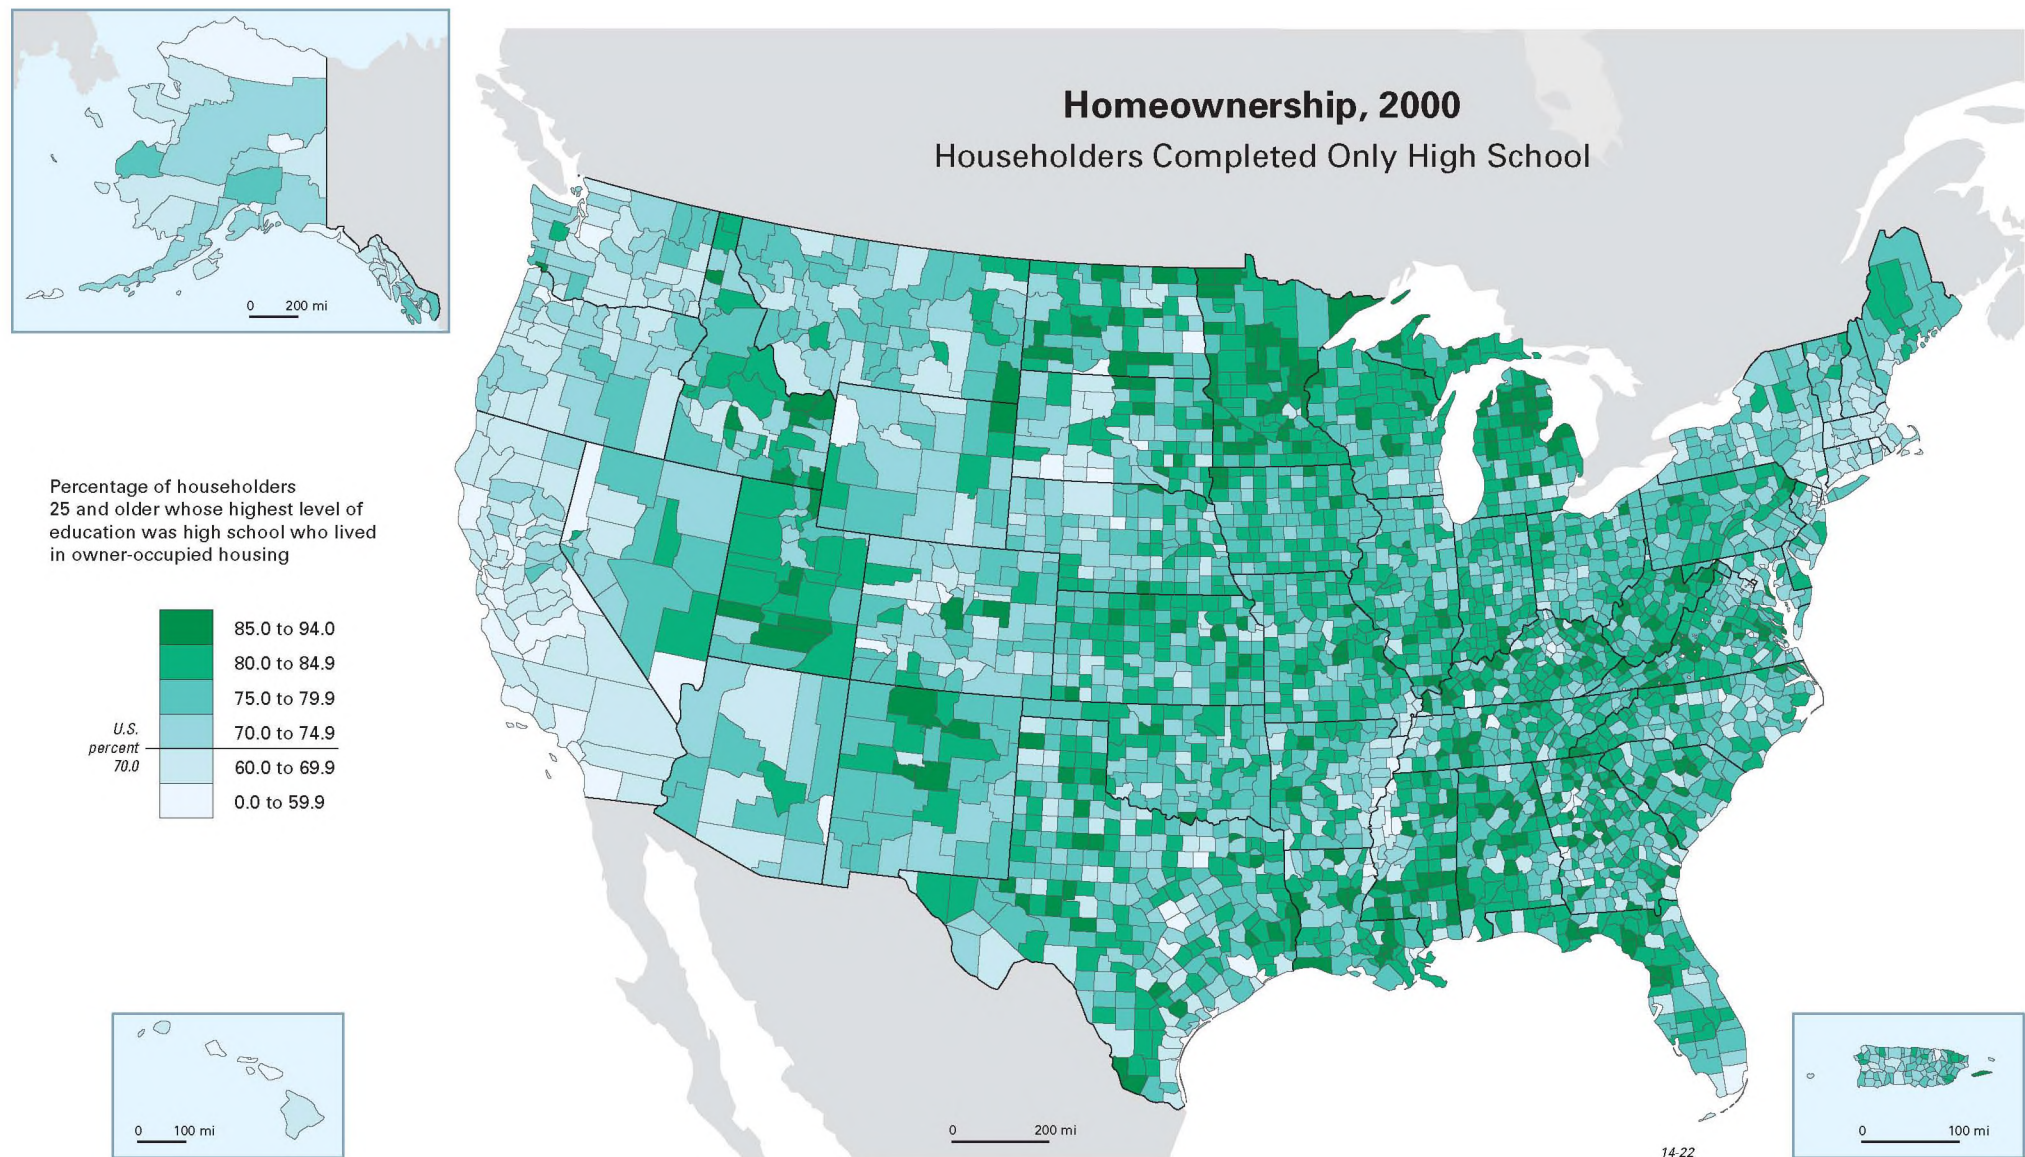 Homeownership, 2000
Householders Completed Only High School
0 200 mi
Percentage of householders
25 and older whose highest level of
education was high school who lived
in owner-occupied housing
85.0 to 94.0
80.0 to 84.9
75.0 to 79.9
70.0 to 74.9
60.0 to 69.9
0.0 to 59.9
U.S.
percent
70.0
0 100 mi
0 200 mi
0 100 mi
14-22